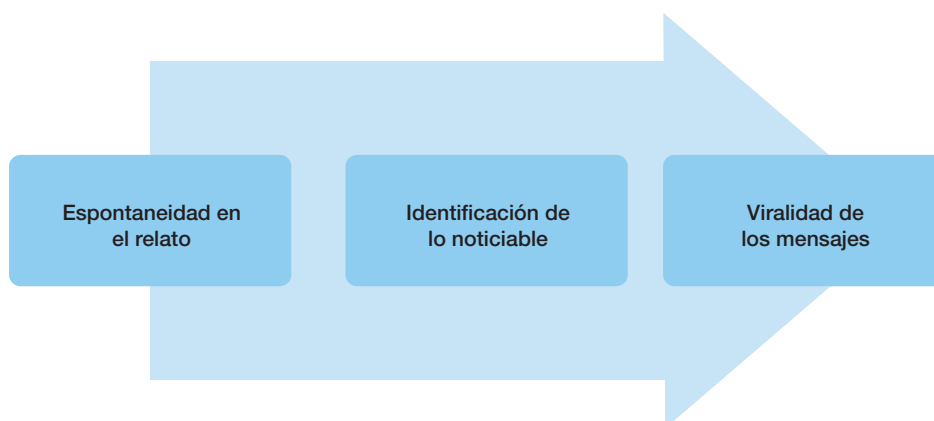 Espontaneidad en
el relato
Identificación de
lo noticiable
Viralidad de
los mensajes